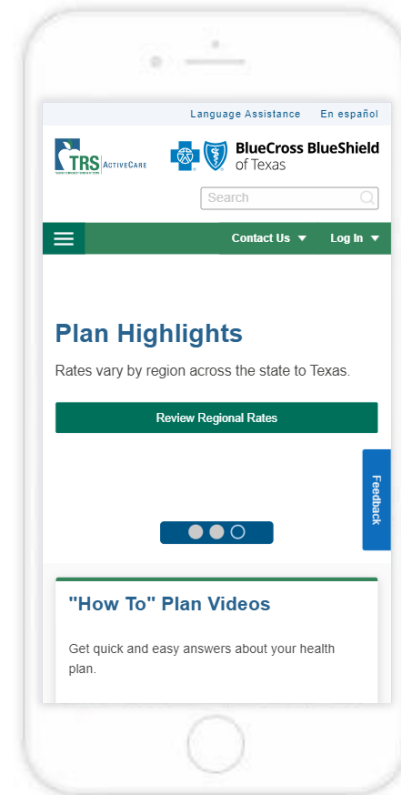 Language Assistance En español
TRS ACTIVECARE
BlueCross BlueShield
of Texas
Search
Contact Us Log In
Plan Highlights
Rates vary by region across the state to Texas.
Review Regional Rates
Feedback
"How To" Plan Videos
Get quick and easy answers about your health
plan.